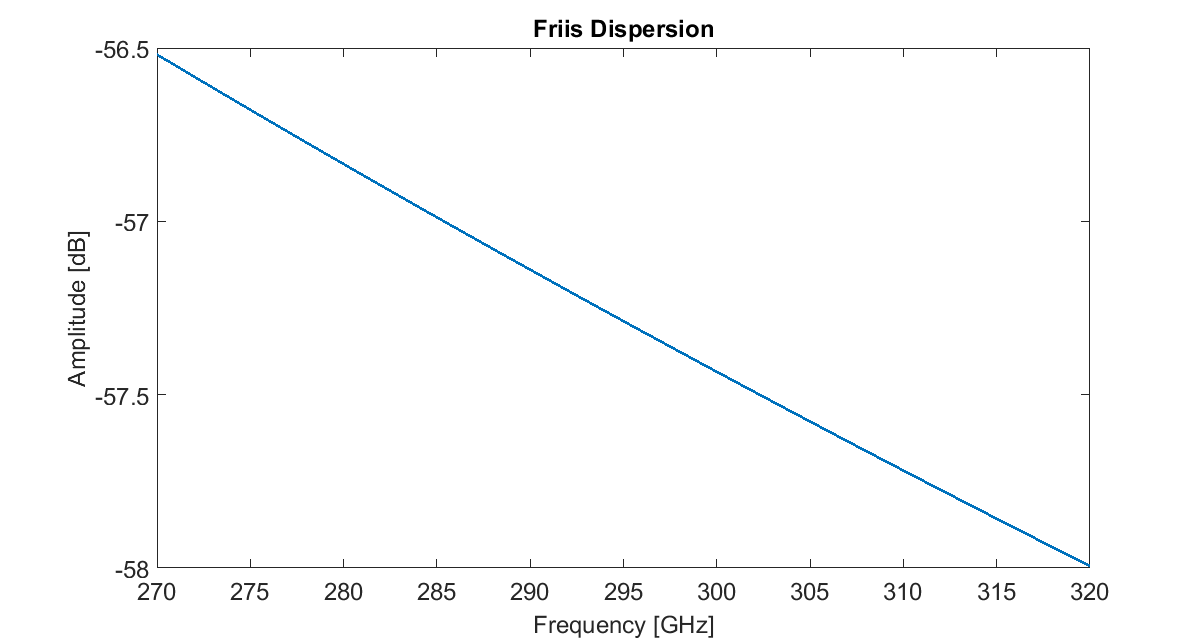 Friis Dispersion
-56.5
-57
-57.5
-58
Amplitude [dB]
270 275 280 285 290 295 300 305 310 315 320
Frequency [GHz]